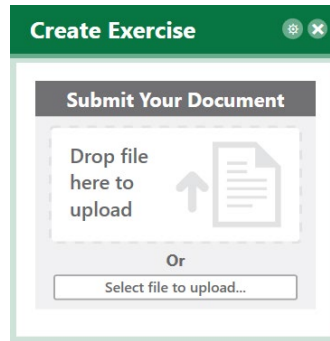 Create Exercise
Submit Your Document
Drop file
here to
upload
Or
Select file to upload...